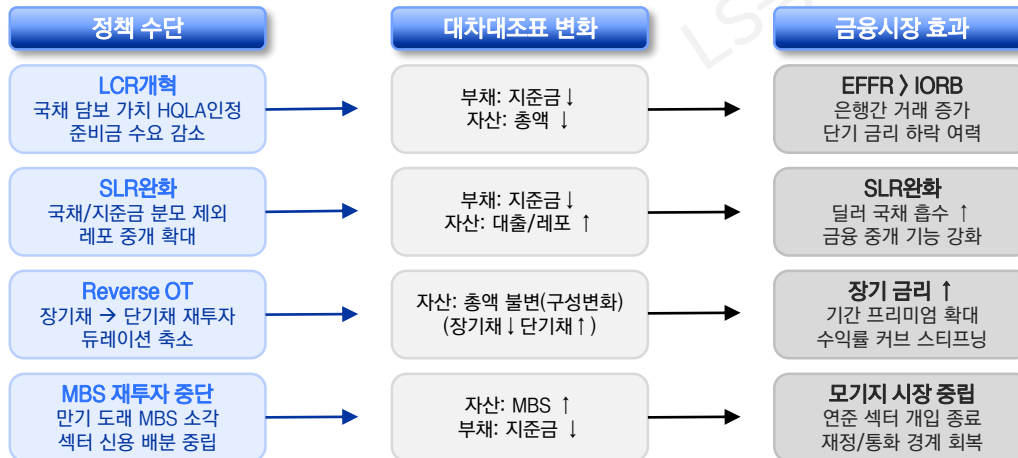 정책 수단
대차대조표 변화
금융시장 효과
LCR개혁
국채 담보 가치 HQLA인정
준비금 수요 감소
부채: 지준금↓
자산: 총액 ↓
EFFR > IORB
은행간 거래 증가
단기 금리 하락 여력
SLR완화
국채/지준금 분모 제외
레포 중개 확대
부채: 지준금↓
자산: 대출/레포 ↑
SLR완화
딜러 국채 흡수 ↑
금융 중개 기능 강화
Reverse OT
장기채 → 단기채 재투자
듀레이션 축소
자산: 총액 불변(구성변화)
(장기채↓단기채↑)
장기 금리 ↑
기간 프리미엄 확대
수익률 커브 스티프닝
MBS 재투자 중단
만기 도래 MBS 소각
섹터 신용 배분 중립
자산: MBS ↑
부채: 지준금 ↓
모기지 시장 중립
연준 섹터 개입 종료
재정/통화 경계 회복